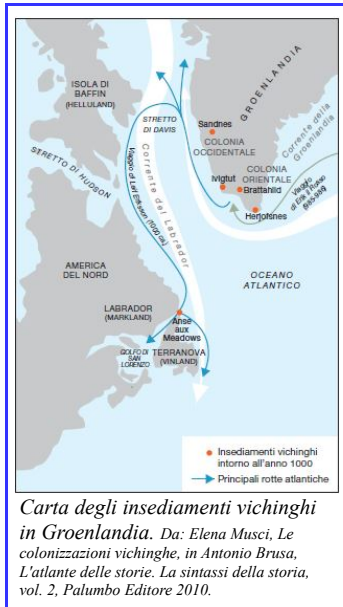 ISOLA DI
BAFFIN
(HELLULAND)
GROENLANDIA
Sandnes
STRETTO
DI DAVIS
COLONIA
OCCIDENTALE
Corrente della
Groenlandia
COLONIA
ORIENTALE
Ivigtut
Brattahlid
Herjofsnes
STRETTO DI HUDSON
Corrente del Labrador
OCEANO
ATLANTICO
AMERICA
DEL NORD
LABRADOR
(MARKLAND)
Anse
aux
Meadows
GOLFO DI
SAN
LORENZO
TERRANOVA
(VINLAND)
Insediamenti vichinghi
intorno all'anno 1000
Principali rotte atlantiche
Carta degli insediamenti vichinghi
in Groenlandia. Da: Elena Musci, Le
colonizzazioni vichinghe, in Antonio Brusa,
L'atlante delle storie. La sintassi della storia,
vol. 2, Palumbo Editore 2010.